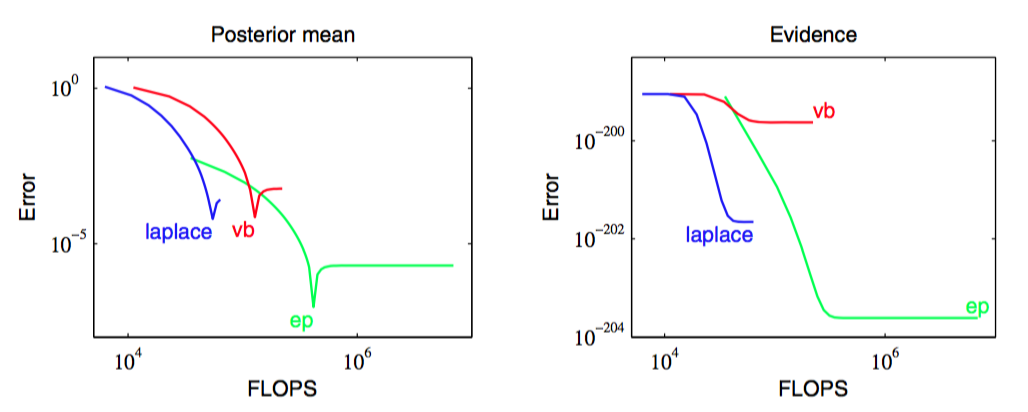 Posterior mean
Error
10^0
10^-5
laplace
vb
ep
10^4
10^6
FLOPS
Evidence
Error
10^-200
10^-202
10^-204
vb
laplace
ep
10^4
10^6
FLOPS